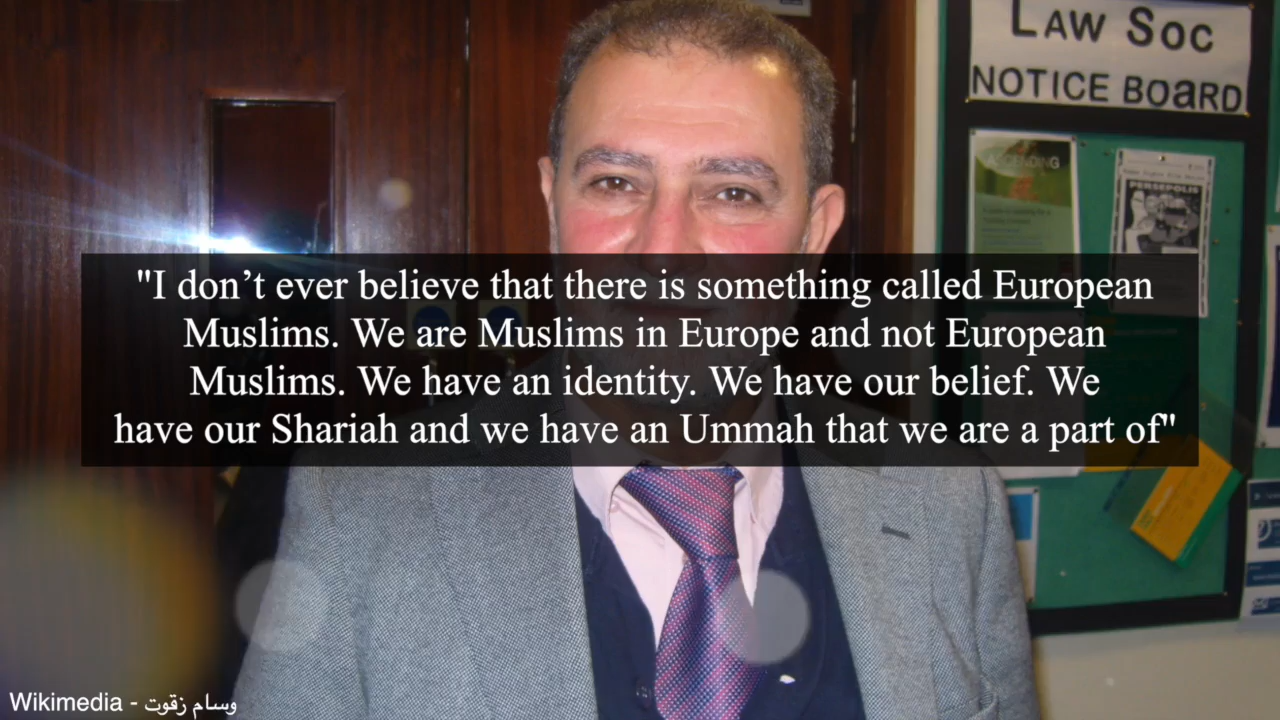 LAW SOC
NOTICE BOARD
ASCENDING
PERSEPOLIS
"I don’t ever believe that there is something called European
Muslims. We are Muslims in Europe and not European
Muslims. We have an identity. We have our belief. We
have our Shariah and we have an Ummah that we are a part of"
Wikimedia - وسام زقوت